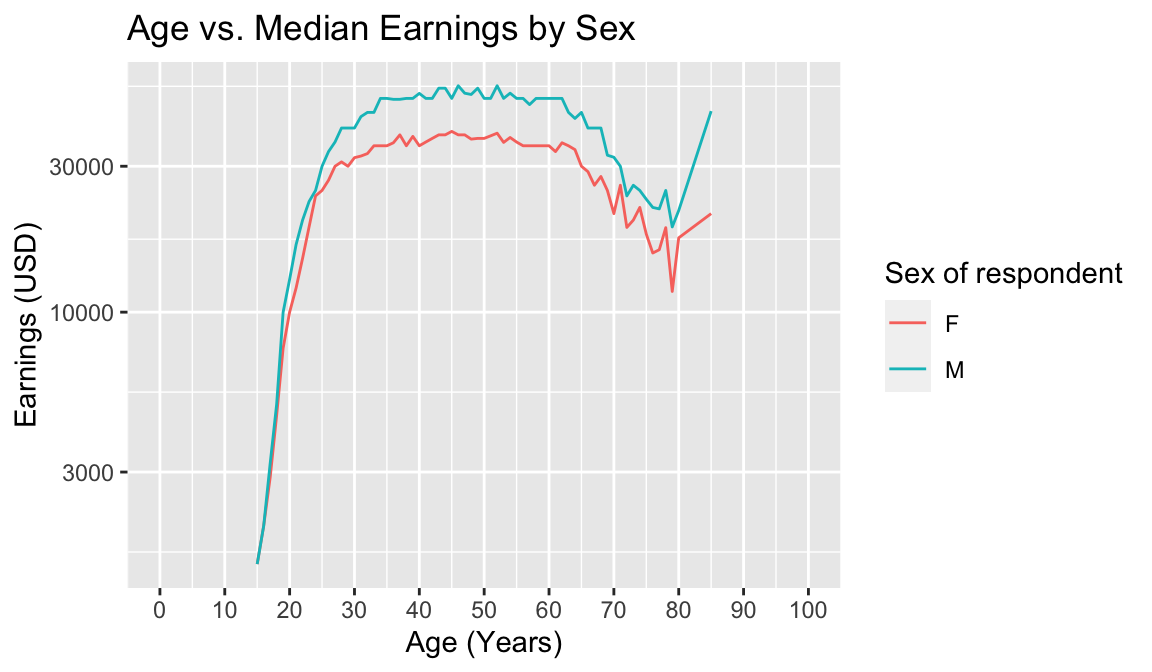 Age vs. Median Earnings by Sex
Earnings (USD)
30000
10000
3000
0 10 20 30 40 50 60 70 80 90 100
Age (Years)
Sex of respondent
F
M